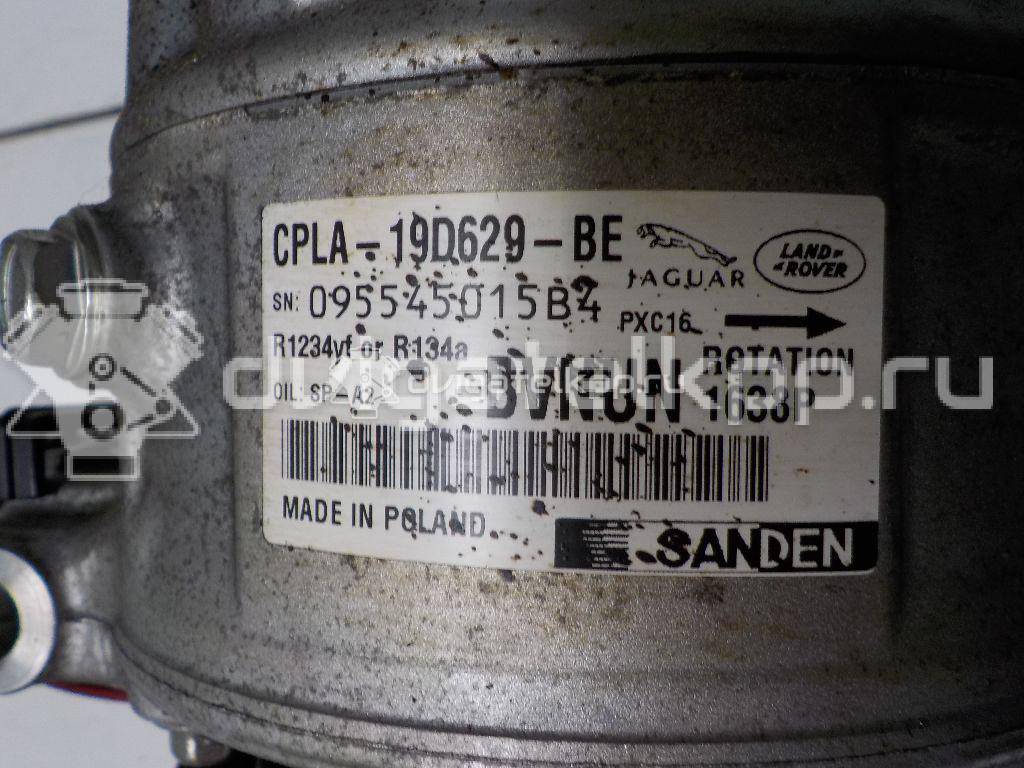 CPLA-19D629-BE
JAGUAR
LAND ROVER
SN: 095545015B4
PXC16
R1234yf or R134a
ROTATION
OIL: SP-A2
1638P
MADE IN POLAND
SANDEN